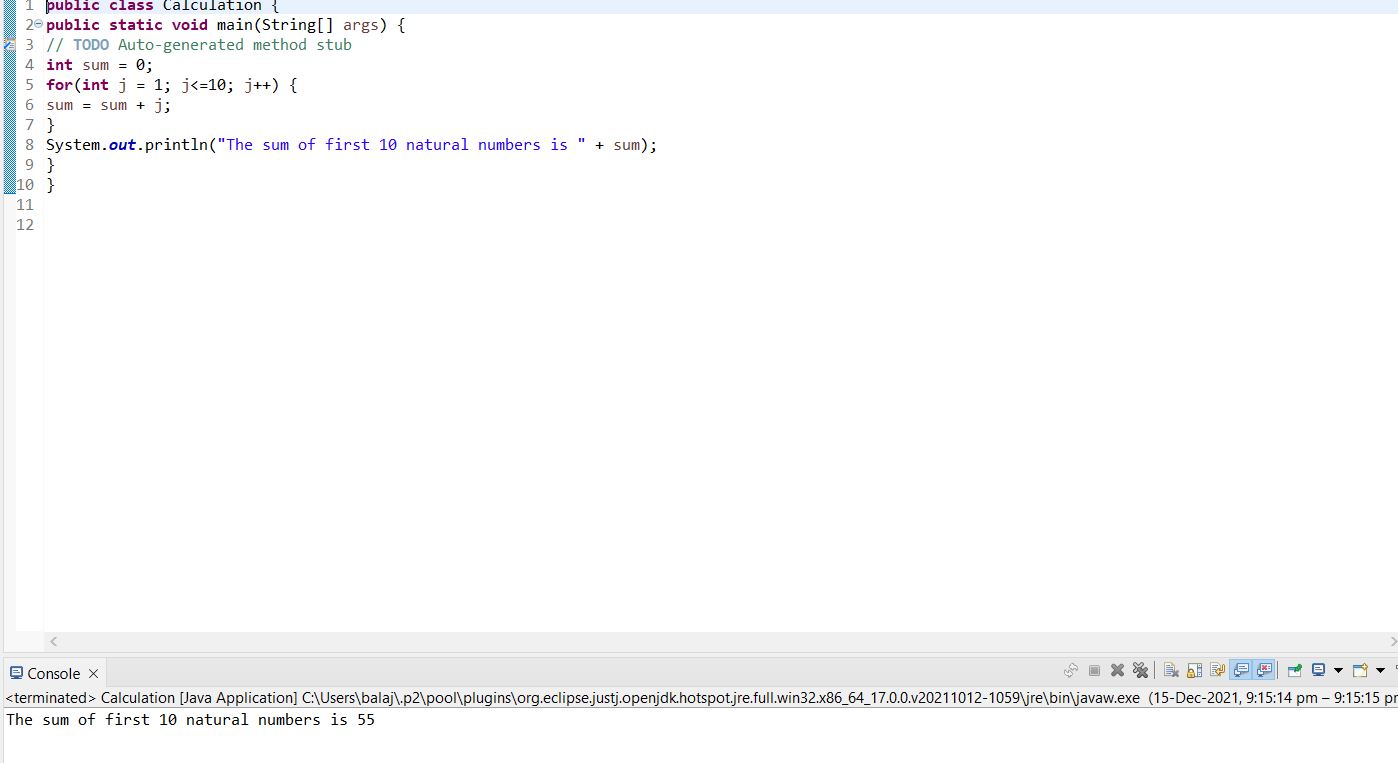 1 public class Calculation {
2 public static void main(String[] args) {
3 // TODO Auto-generated method stub
4 int sum = 0;
5 for(int j = 1; j<=10; j++) {
6 sum = sum + j;
7 }
8 System.out.println("The sum of first 10 natural numbers is " + sum);
9 }
10 }
11
12
Console
<terminated> Calculation [Java Application] C:\Users\balaj\.p2\pool\plugins\org.eclipse.justj.openjdk.hotspot.jre.full.win32.x86_64_17.0.0.v20211012-1059\jre\bin\javaw.exe (15-Dec-2021, 9:15:14 pm – 9:15:15 pm
The sum of first 10 natural numbers is 55